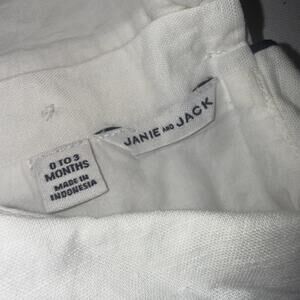 JANIE AND JACK
0 TO 3
MONTHS
MADE IN
INDONESIA